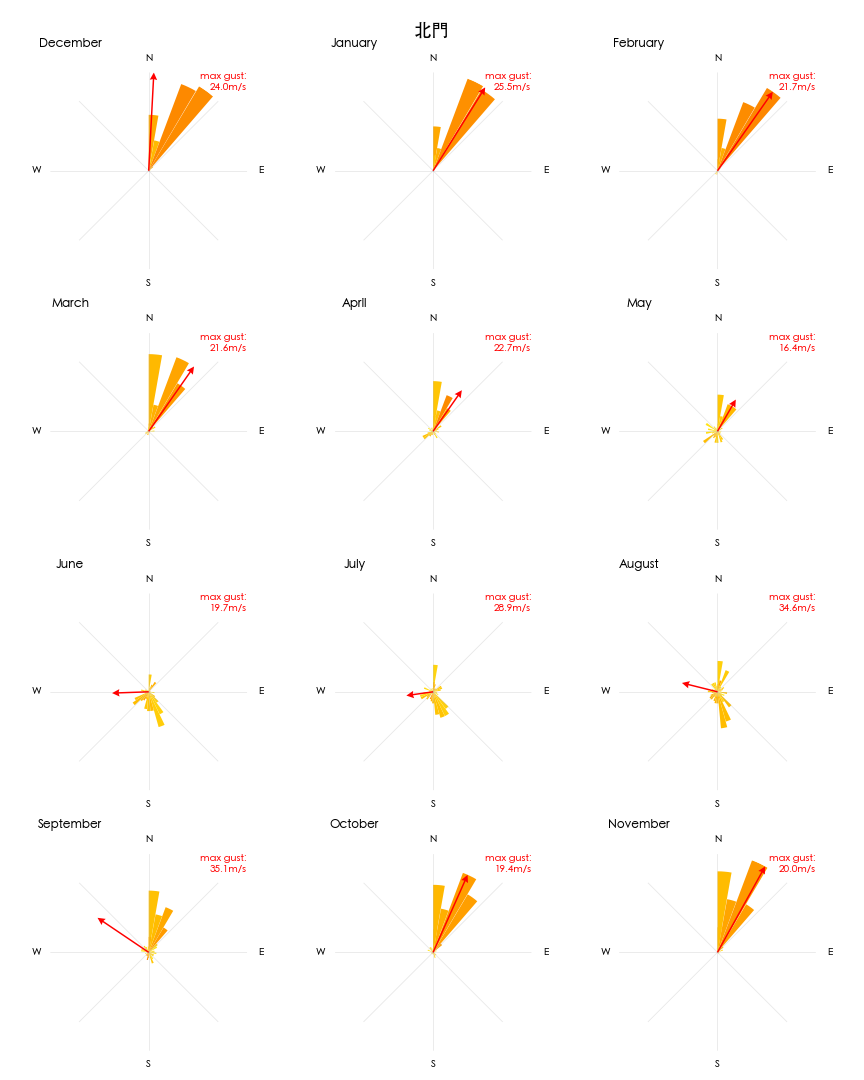 北門
December
N
max gust:
24.0m/s
W
E
S
January
N
max gust:
25.5m/s
W
E
S
February
N
max gust:
21.7m/s
W
E
S
March
N
max gust:
21.6m/s
W
E
S
April
N
max gust:
22.7m/s
W
E
S
May
N
max gust:
16.4m/s
W
E
S
June
N
max gust:
19.7m/s
W
E
S
July
N
max gust:
28.9m/s
W
E
S
August
N
max gust:
34.6m/s
W
E
S
September
N
max gust:
35.1m/s
W
E
S
October
N
max gust:
19.4m/s
W
E
S
November
N
max gust:
20.0m/s
W
E
S